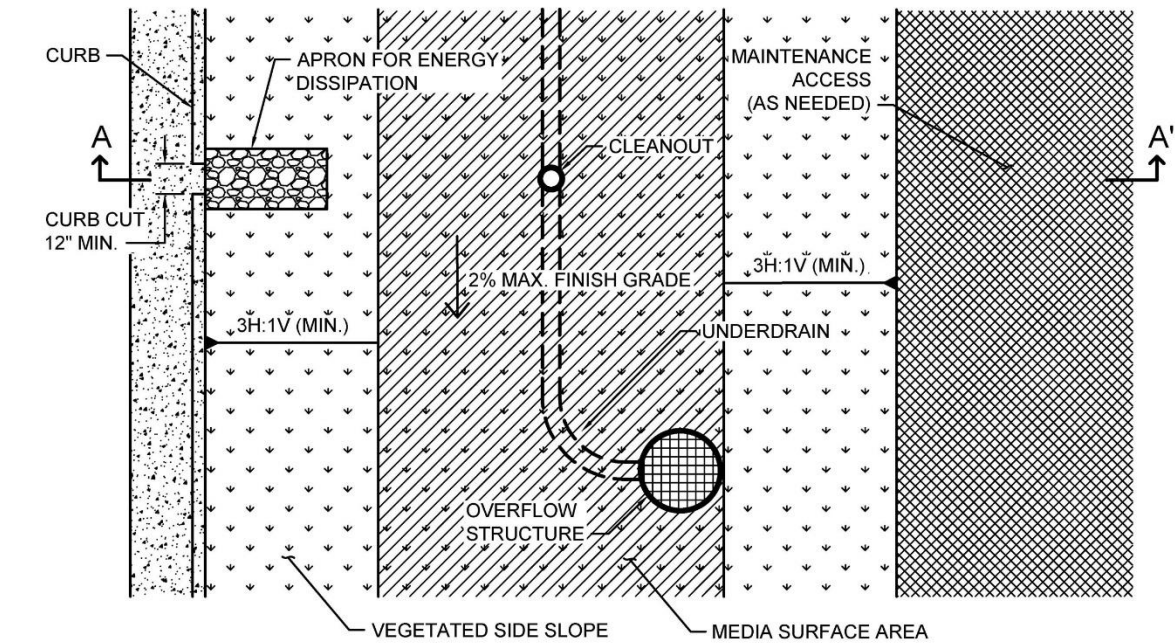 CURB
APRON FOR ENERGY
DISSIPATION
MAINTENANCE
ACCESS
(AS NEEDED)
A
A'
CLEANOUT
CURB CUT
12" MIN.
2% MAX. FINISH GRADE
3H:1V (MIN.)
3H:1V (MIN.)
UNDERDRAIN
OVERFLOW
STRUCTURE
VEGETATED SIDE SLOPE
MEDIA SURFACE AREA